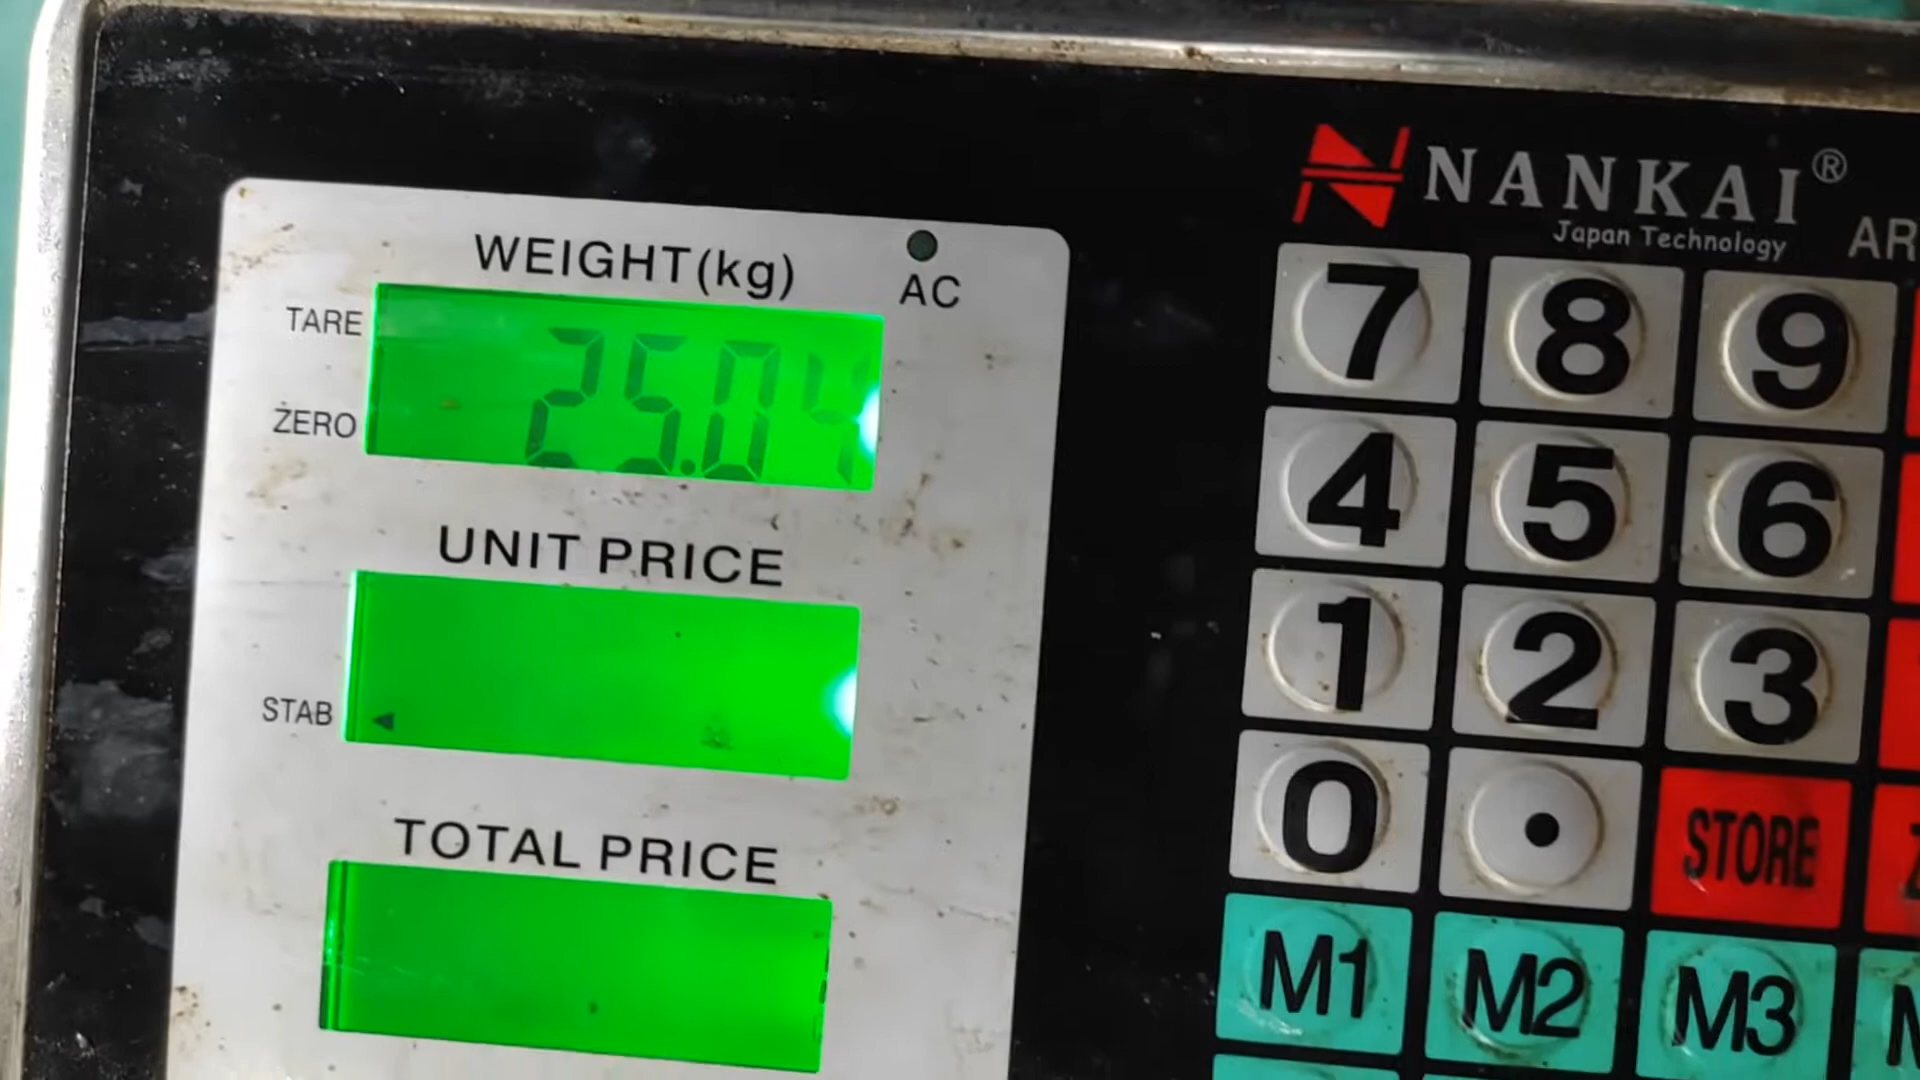 NANKAI®
Japan Technology
AR
WEIGHT(kg)
AC
TARE
25.04
ZERO
UNIT PRICE
STAB
TOTAL PRICE
7 8 9
4 5 6
1 2 3
0 . STORE
M1 M2 M3